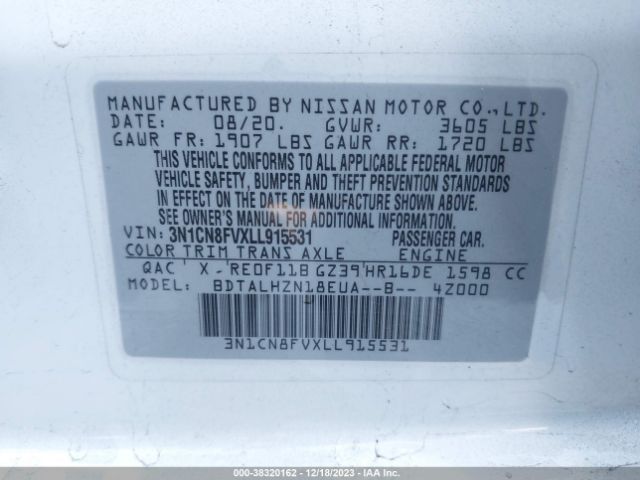 MANUFACTURED BY NISSAN MOTOR CO., LTD.
DATE: 08/20. GVWR: 3605 LBS
GAWR FR: 1907 LBS GAWR RR: 1720 LBS
THIS VEHICLE CONFORMS TO ALL APPLICABLE FEDERAL MOTOR
VEHICLE SAFETY, BUMPER AND THEFT PREVENTION STANDARDS
IN EFFECT ON THE DATE OF MANUFACTURE SHOWN ABOVE.
SEE OWNER'S MANUAL FOR ADDITIONAL INFORMATION.
VIN: 3N1CN8FVXLL915531 PASSENGER CAR.
COLOR TRIM TRANS AXLE ENGINE
QAC X - RE0F11B GZ39 HR16DE 1598 CC
MODEL: BDTALHZN18EUA--B-- 4Z000
3N1CN8FVXLL915531
000-38320162 - 12/18/2023 - IAA Inc.